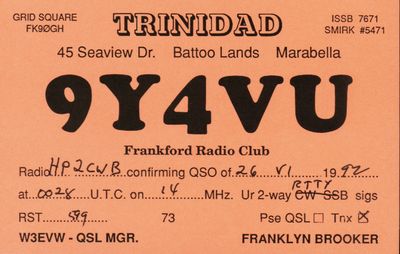 GRID SQUARE TRINIDAD ISSB 7671
FK9ØGH SMIRK #5471
45 Seaview Dr. Battoo Lands Marabella
9Y4VU
Frankford Radio Club
Radio HP2CWB confirming QSO of 26 VI 1992
at 0028 U.T.C. on 14 MHz. Ur 2-way RTTY CW SSB sigs
RST 599 73 Pse QSL ☐ Tnx ☒
W3EVW - QSL MGR. FRANKLYN BROOKER